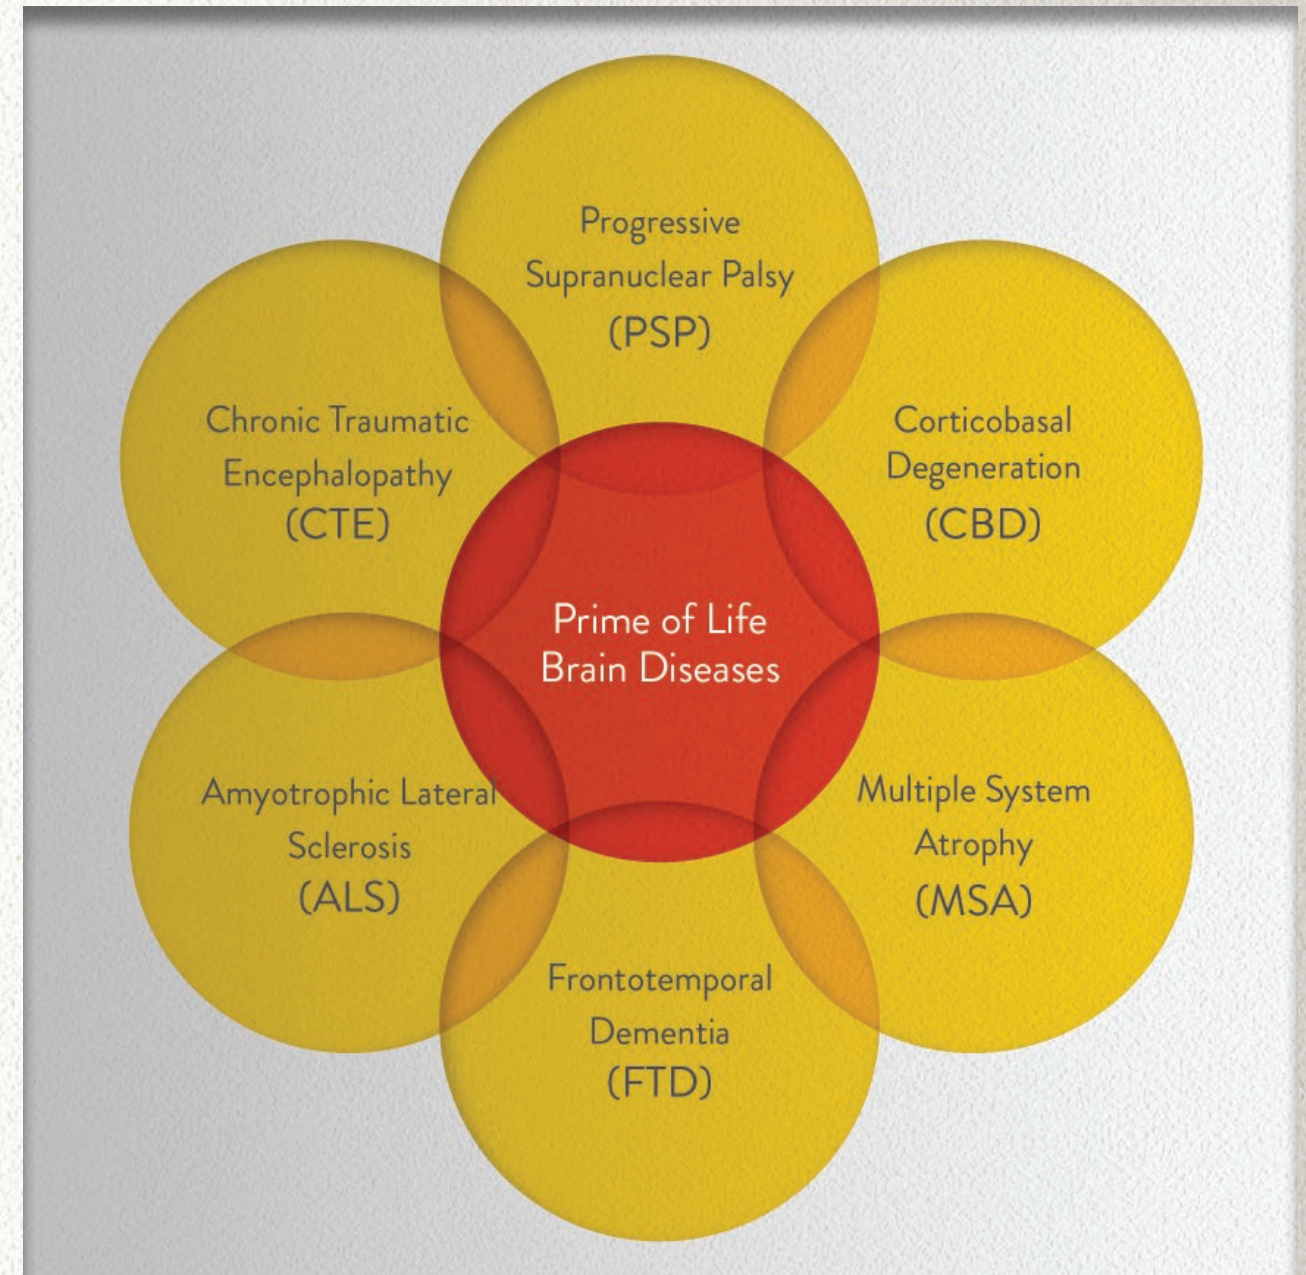 Progressive
Supranuclear Palsy
(PSP)
Chronic Traumatic
Encephalopathy
(CTE)
Corticobasal
Degeneration
(CBD)
Prime of Life
Brain Diseases
Amyotrophic Lateral
Sclerosis
(ALS)
Multiple System
Atrophy
(MSA)
Frontotemporal
Dementia
(FTD)